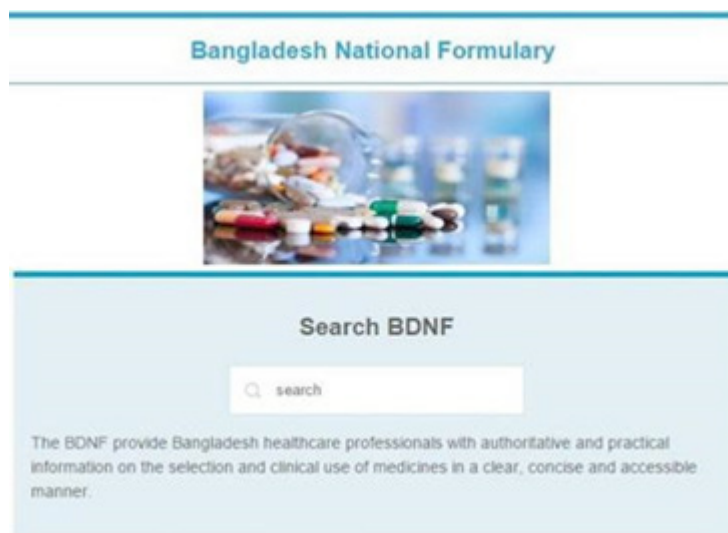 Bangladesh National Formulary
Search BDNF
search
The BDNF provide Bangladesh healthcare professionals with authoritative and practical
information on the selection and clinical use of medicines in a clear, concise and accessible
manner.